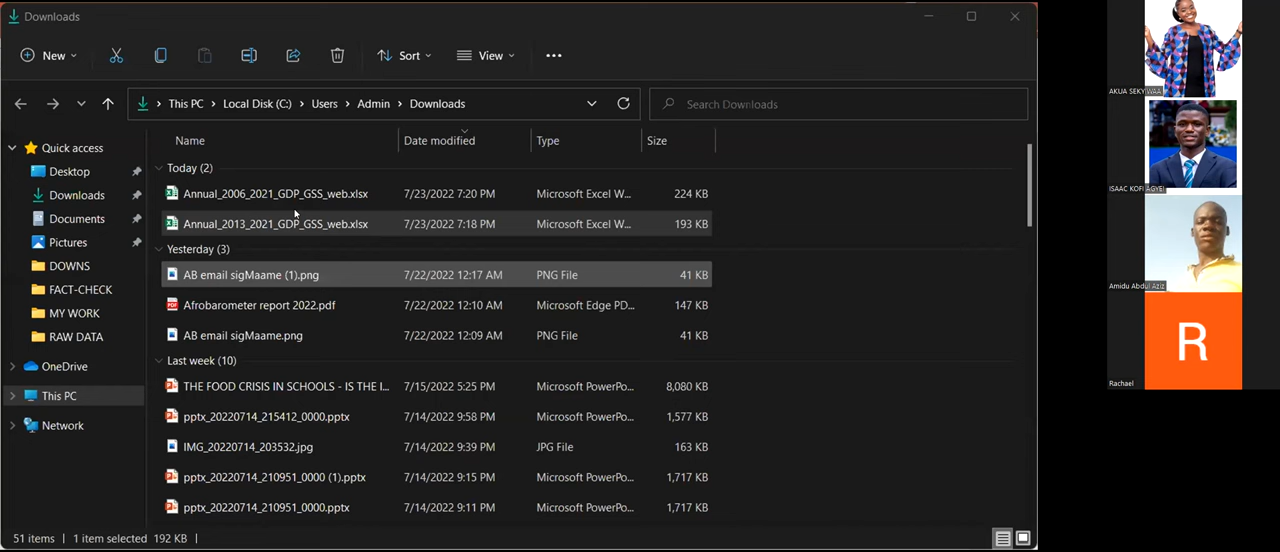 Downloads
New
Sort
View
This PC > Local Disk (C:) > Users > Admin > Downloads
Search Downloads
Name Date modified Type Size
Quick access
Desktop
Downloads
Documents
Pictures
DOWNS
FACT-CHECK
MY WORK
RAW DATA
OneDrive
This PC
Network
Today (2)
Annual_2006_2021_GDP_GSS_web.xlsx 7/23/2022 7:20 PM Microsoft Excel W... 224 KB
Annual_2013_2021_GDP_GSS_web.xlsx 7/23/2022 7:18 PM Microsoft Excel W... 193 KB
Yesterday (3)
AB email sigMaame (1).png 7/22/2022 12:17 AM PNG File 41 KB
Afrobarometer report 2022.pdf 7/22/2022 12:10 AM Microsoft Edge PD... 147 KB
AB email sigMaame.png 7/22/2022 12:09 AM PNG File 41 KB
Last week (10)
THE FOOD CRISIS IN SCHOOLS - IS THE I... 7/15/2022 5:25 PM Microsoft PowerPo... 8,080 KB
pptx_20220714_215412_0000.pptx 7/14/2022 9:58 PM Microsoft PowerPo... 1,577 KB
IMG_20220714_203532.jpg 7/14/2022 9:39 PM JPG File 163 KB
pptx_20220714_210951_0000 (1).pptx 7/14/2022 9:15 PM Microsoft PowerPo... 1,717 KB
pptx_20220714_210951_0000.pptx 7/14/2022 9:11 PM Microsoft PowerPo... 1,717 KB
51 items 1 item selected 192 KB
AKUA SEKYIWAA
ISAAC KOFI AGYEI
Amidu Abdul Aziz
R
Rachael